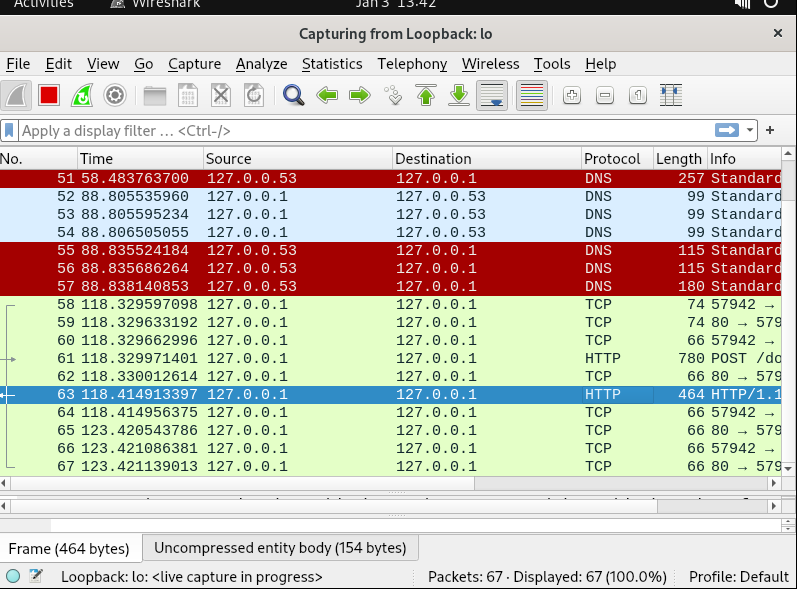 Activities Wireshark Jan 3 13:42
Capturing from Loopback: lo ×
File Edit View Go Capture Analyze Statistics Telephony Wireless Tools Help
Apply a display filter … <Ctrl-/> +
No. Time Source Destination Protocol Length Info
51 58.483763700 127.0.0.53 127.0.0.1 DNS 257 Standard
52 88.805535960 127.0.0.1 127.0.0.53 DNS 99 Standard
53 88.805595234 127.0.0.1 127.0.0.53 DNS 99 Standard
54 88.806505055 127.0.0.1 127.0.0.53 DNS 99 Standard
55 88.835524184 127.0.0.53 127.0.0.1 DNS 115 Standard
56 88.835686264 127.0.0.53 127.0.0.1 DNS 115 Standard
57 88.838140853 127.0.0.53 127.0.0.1 DNS 180 Standard
58 118.329597098 127.0.0.1 127.0.0.1 TCP 74 57942 →
59 118.329633192 127.0.0.1 127.0.0.1 TCP 74 80 → 579
60 118.329662996 127.0.0.1 127.0.0.1 TCP 66 57942 →
61 118.329971401 127.0.0.1 127.0.0.1 HTTP 780 POST /do
62 118.330012614 127.0.0.1 127.0.0.1 TCP 66 80 → 579
63 118.414913397 127.0.0.1 127.0.0.1 HTTP 464 HTTP/1.1
64 118.414956375 127.0.0.1 127.0.0.1 TCP 66 57942 →
65 123.420543786 127.0.0.1 127.0.0.1 TCP 66 80 → 579
66 123.421086381 127.0.0.1 127.0.0.1 TCP 66 57942 →
67 123.421139013 127.0.0.1 127.0.0.1 TCP 66 80 → 579
Frame (464 bytes) Uncompressed entity body (154 bytes)
Loopback: lo: <live capture in progress> Packets: 67 · Displayed: 67 (100.0%) Profile: Default